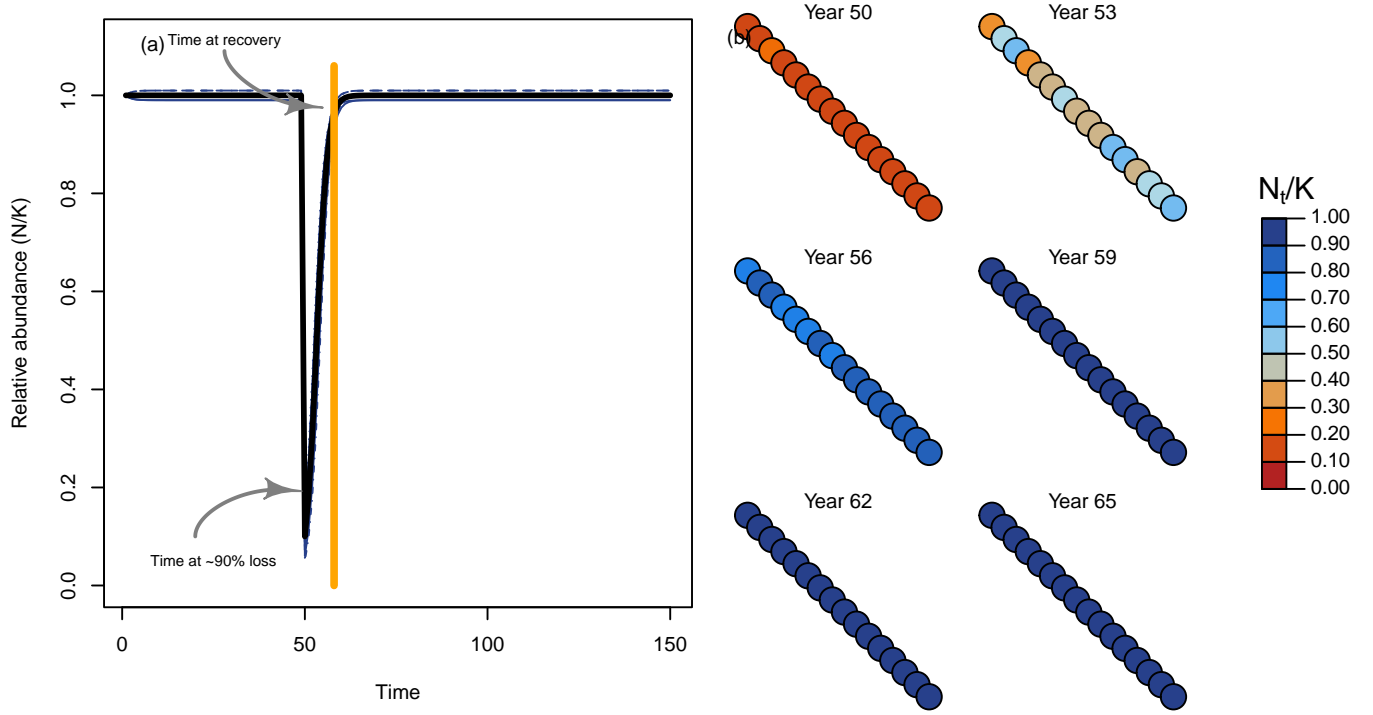 (a) Time at recovery
Time at ~90% loss
Relative abundance (N/K)
1.0
0.8
0.6
0.4
0.2
0.0
0 50 100 150
Time
(b)
Year 50
Year 53
Year 56
Year 59
Year 62
Year 65
Nt/K
1.00
0.90
0.80
0.70
0.60
0.50
0.40
0.30
0.20
0.10
0.00